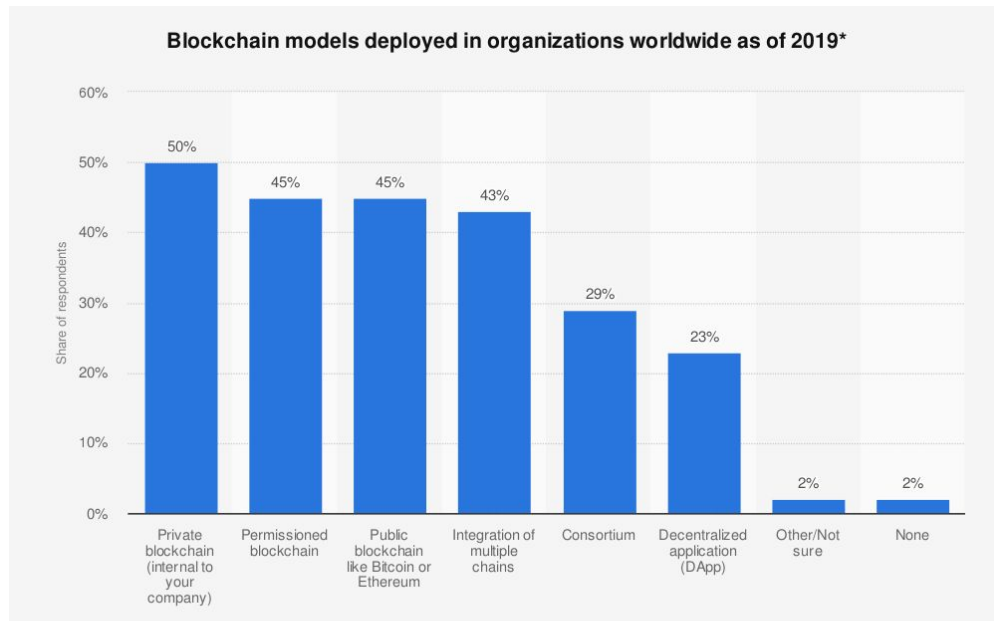 Blockchain models deployed in organizations worldwide as of 2019*
Share of respondents
60%
50%
40%
30%
20%
10%
0%
50%
45%
45%
43%
29%
23%
2%
2%
Private
blockchain
(internal to
your
company)
Permissioned
blockchain
Public
blockchain
like Bitcoin or
Ethereum
Integration of
multiple
chains
Consortium
Decentralized
application
(DApp)
Other/Not
sure
None